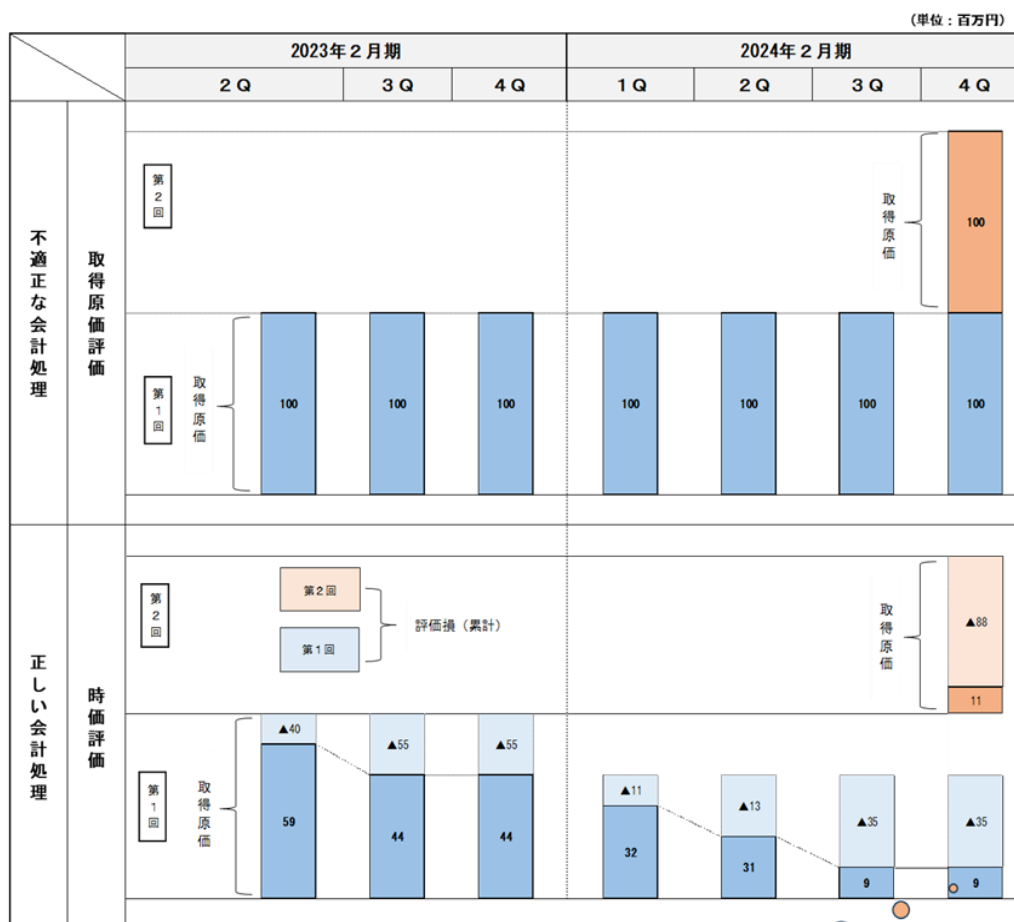 （単位：百万円）
2023年２月期
2024年２月期
２Ｑ
３Ｑ
４Ｑ
１Ｑ
２Ｑ
３Ｑ
４Ｑ
不適正な会計処理
取得原価評価
第２回
取得原価
100
第１回
取得原価
100
100
100
100
100
100
100
正しい会計処理
時価評価
第２回
第２回
第１回
評価損（累計）
取得原価
▲88
11
第１回
取得原価
▲40
▲55
▲55
▲11
▲13
▲35
▲35
59
44
44
32
31
9
9